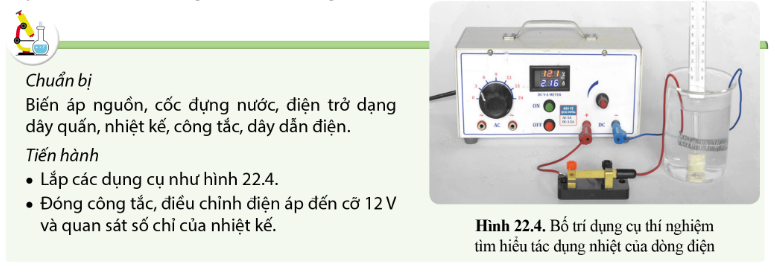 Chuẩn bị
Biến áp nguồn, cốc đựng nước, điện trở dạng
dây quấn, nhiệt kế, công tắc, dây dẫn điện.
Tiến hành
• Lắp các dụng cụ như hình 22.4.
• Đóng công tắc, điều chỉnh điện áp đến cỡ 12 V
và quan sát số chỉ của nhiệt kế.
ON
OFF
AC
DC
Hình 22.4. Bố trí dụng cụ thí nghiệm
tìm hiểu tác dụng nhiệt của dòng điện